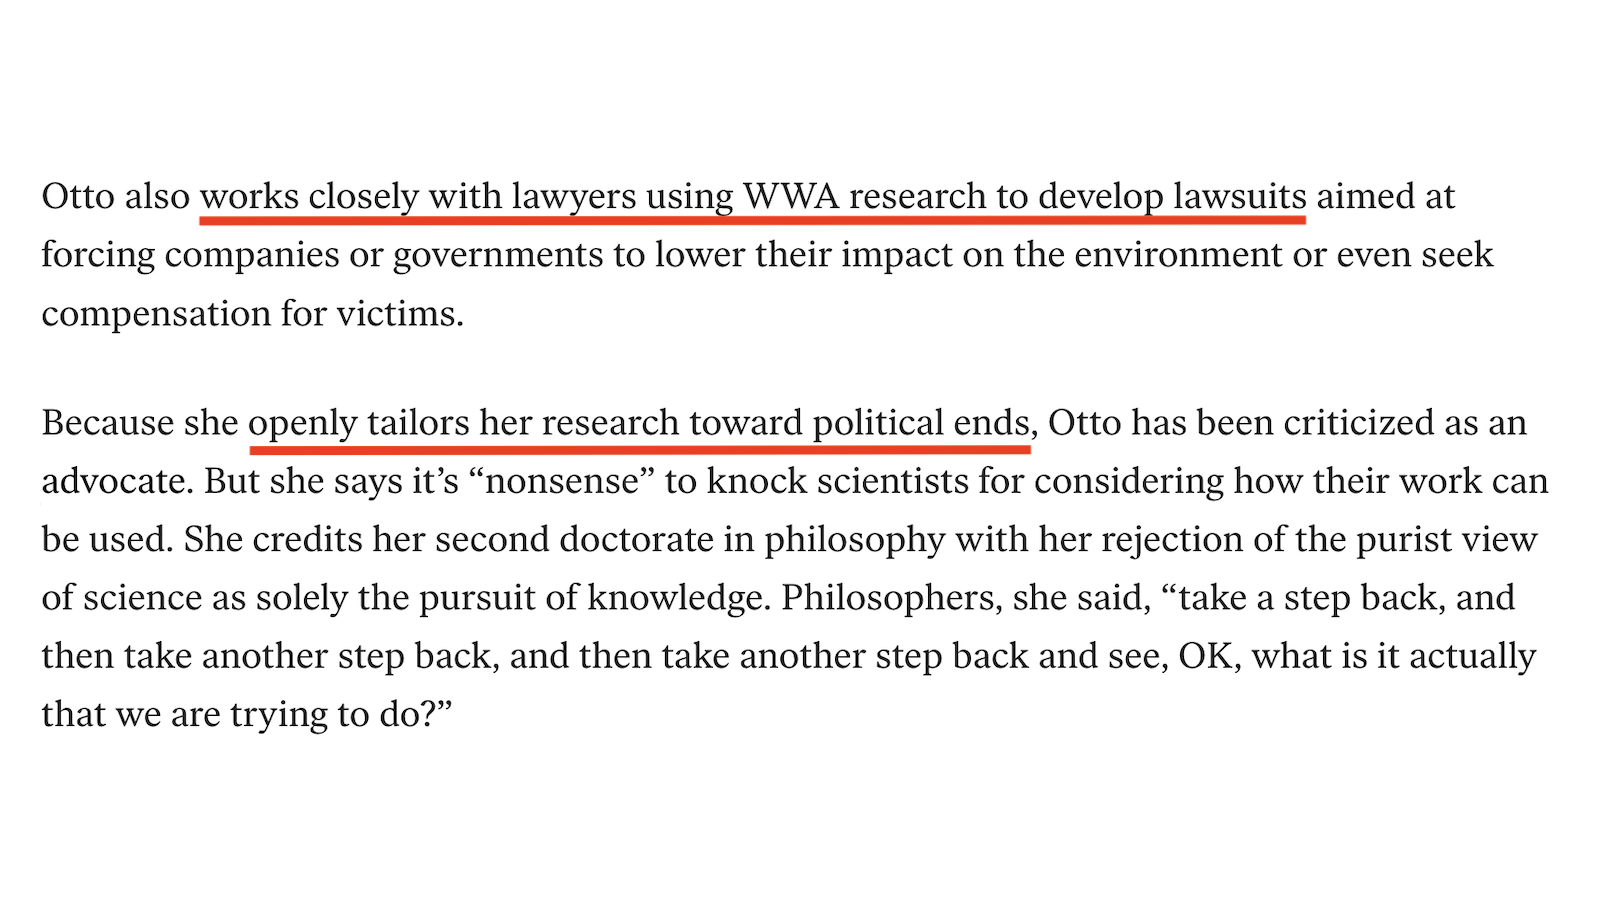 Otto also works closely with lawyers using WWA research to develop lawsuits aimed at
forcing companies or governments to lower their impact on the environment or even seek
compensation for victims.
Because she openly tailors her research toward political ends, Otto has been criticized as an
advocate. But she says it’s “nonsense” to knock scientists for considering how their work can
be used. She credits her second doctorate in philosophy with her rejection of the purist view
of science as solely the pursuit of knowledge. Philosophers, she said, “take a step back, and
then take another step back, and then take another step back and see, OK, what is it actually
that we are trying to do?”